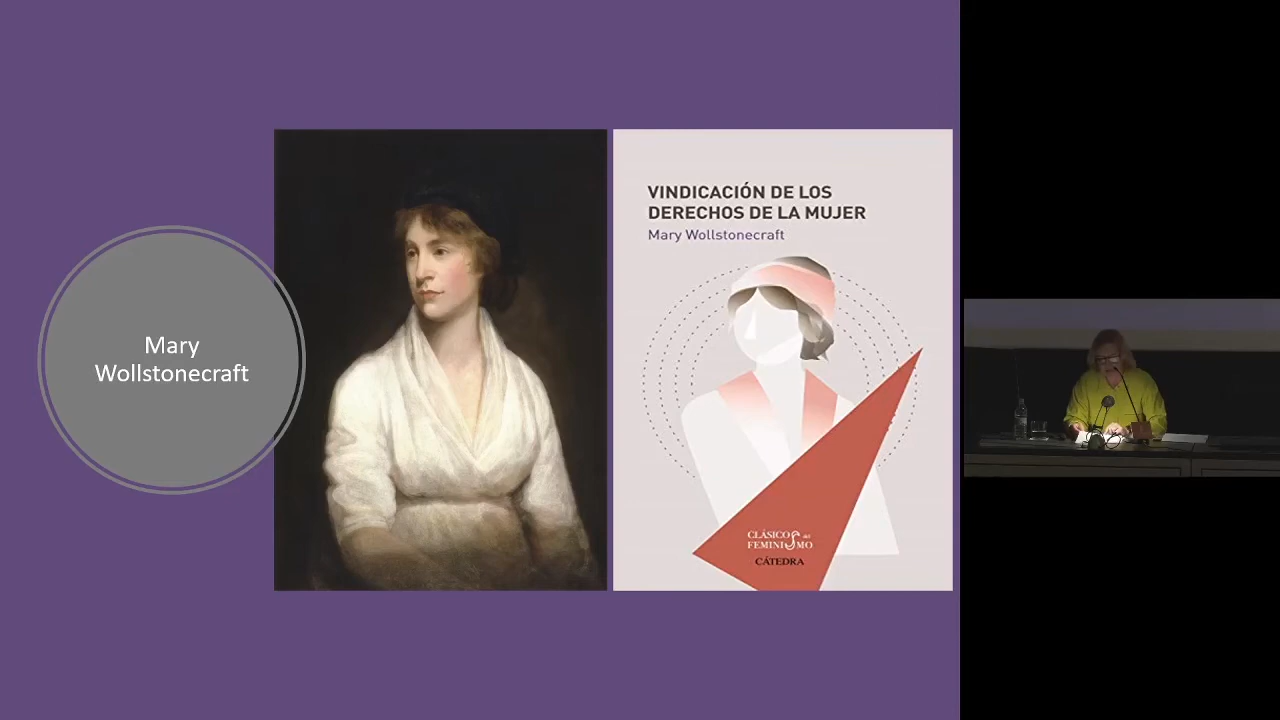 Mary
Wollstonecraft
VINDICACIÓN DE LOS
DERECHOS DE LA MUJER
Mary Wollstonecraft
CLÁSICOS del
FEMINISMO
CÁTEDRA